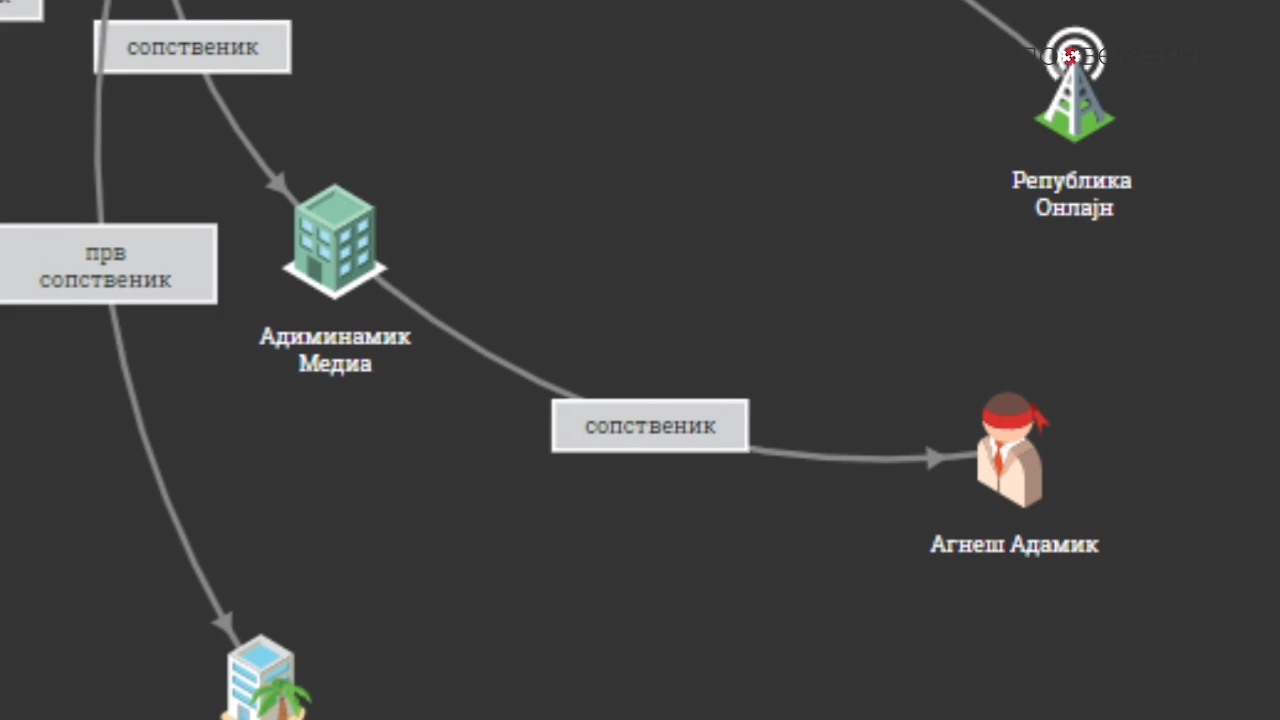 сопственик
Република
Онлајн
прв
сопственик
Адиминамик
Медиа
сопственик
Агнеш Адамик